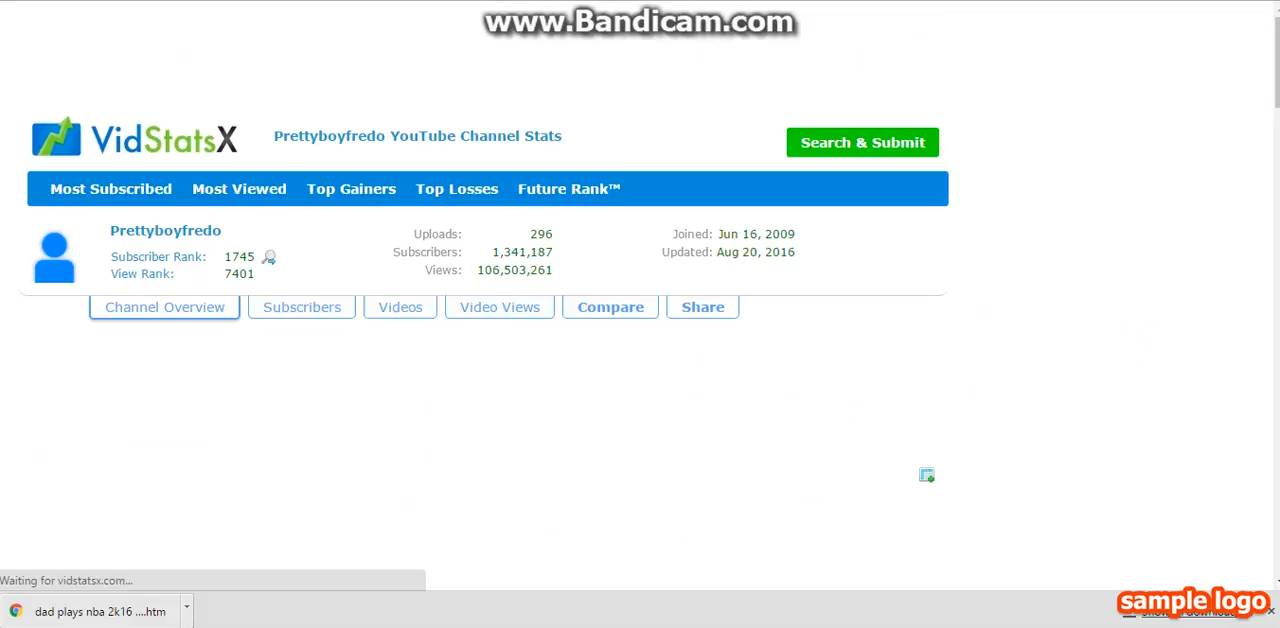 www.Bandicam.com
VidStatsX
Prettyboyfredo YouTube Channel Stats
Search & Submit
Most Subscribed Most Viewed Top Gainers Top Losses Future Rank™
Prettyboyfredo
Subscriber Rank: 1745
View Rank: 7401
Uploads: 296
Subscribers: 1,341,187
Views: 106,503,261
Joined: Jun 16, 2009
Updated: Aug 20, 2016
Channel Overview Subscribers Videos Video Views Compare Share
Waiting for vidstatsx.com...
dad plays nba 2k16 ....htm
sample logo